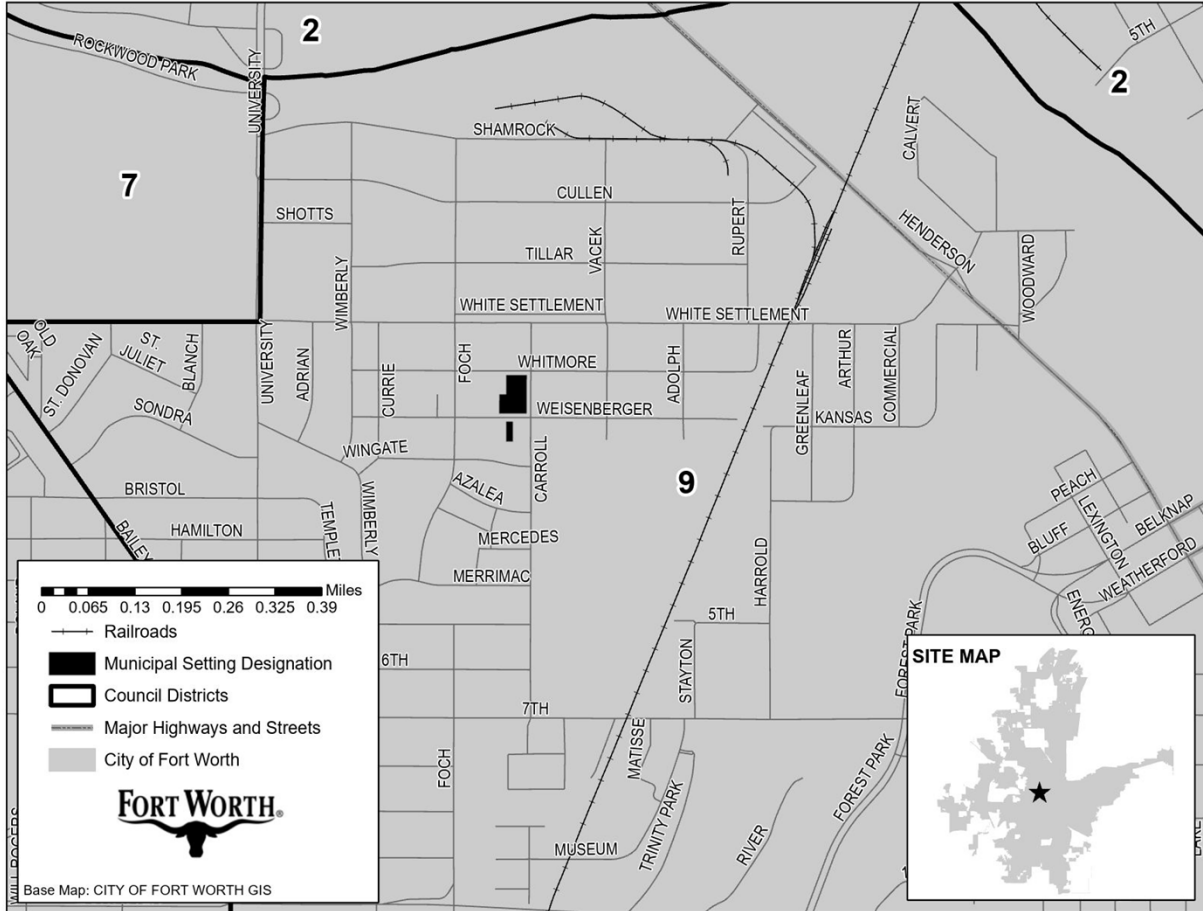 2
5TH
ROCKWOOD PARK
UNIVERSITY
2
CALVERT
SHAMROCK
7
CULLEN
SHOTTS
RUPERT
VACEK
TILLAR
HENDERSON
WOODWARD
WIMBERLY
WHITE SETTLEMENT
WHITE SETTLEMENT
OLD
OAK
ST. DONOVAN
ST.
JULIET
BLANCH
UNIVERSITY
ADRIAN
CURRIE
FOCH
WHITMORE
ADOLPH
GREENLEAF
ARTHUR
COMMERCIAL
SONDRA
WEISENBERGER
KANSAS
WINGATE
CARROLL
9
AZALEA
BRISTOL
WIMBERLY
PEACH
LEXINGTON
BELKNAP
BAILEY
HAMILTON
TEMPLE
MERCEDES
BLUFF
WEATHERFORD
MERRIMAC
HARROLD
5TH
FOREST PARK
6TH
STAYTON
7TH
MATISSE
FOCH
TRINITY PARK
FOREST PARK
MUSEUM
RIVER
WILL ROGERS
Miles
0 0.065 0.13 0.195 0.26 0.325 0.39
Railroads
Municipal Setting Designation
Council Districts
Major Highways and Streets
City of Fort Worth
FORT WORTH®
Base Map: CITY OF FORT WORTH GIS
SITE MAP